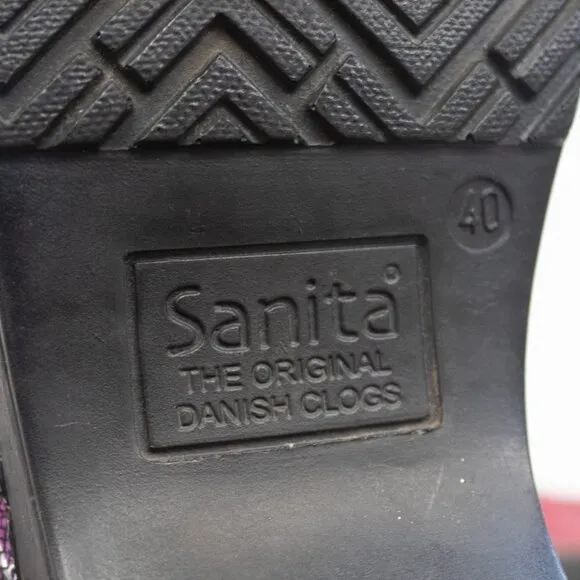 40
Sanita®
THE ORIGINAL
DANISH CLOGS